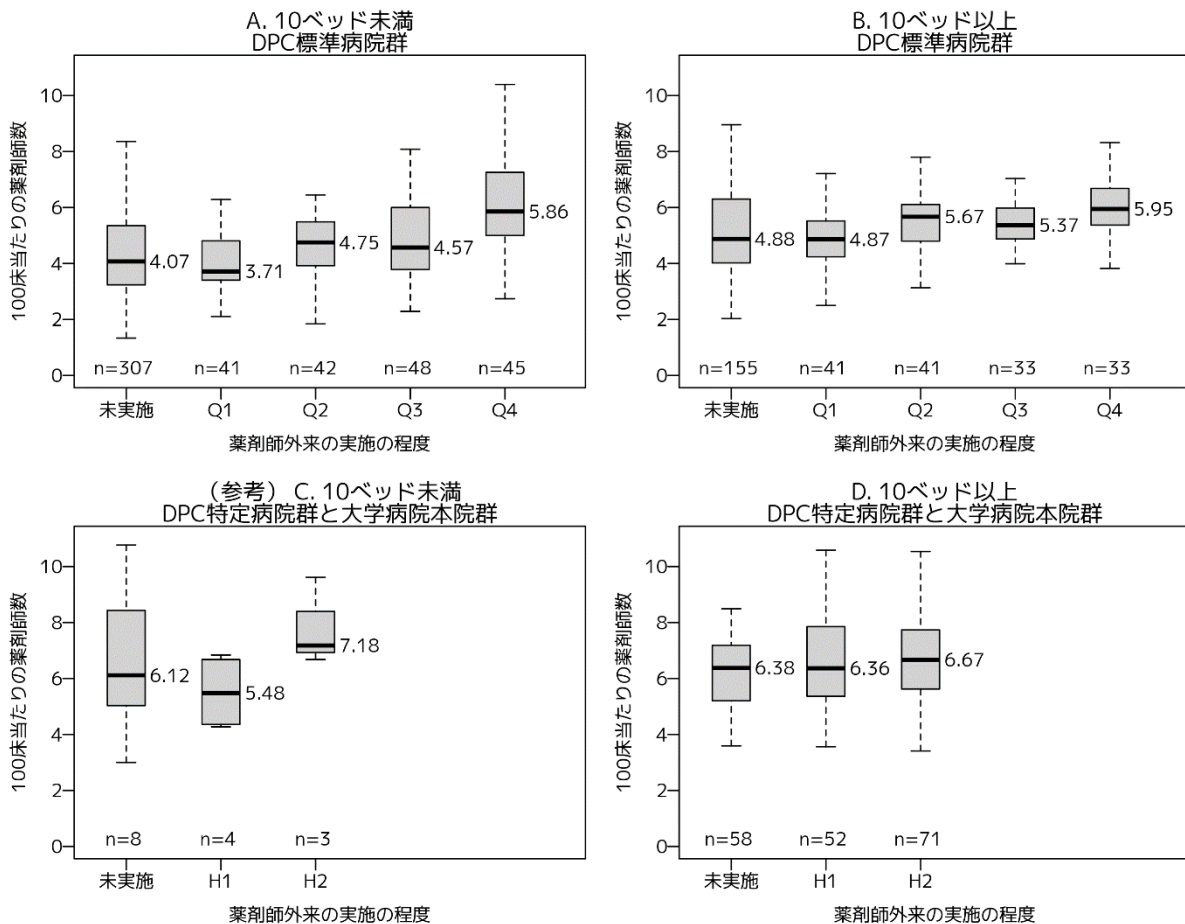 A. 10ベッド未満
DPC標準病院群
100床当たりの薬剤師数
10
8
6
4
2
0
4.07
3.71
4.75
4.57
5.86
n=307
n=41
n=42
n=48
n=45
未実施
Q1
Q2
Q3
Q4
薬剤師外来の実施の程度
B. 10ベッド以上
DPC標準病院群
100床当たりの薬剤師数
10
8
6
4
2
0
4.88
4.87
5.67
5.37
5.95
n=155
n=41
n=41
n=33
n=33
未実施
Q1
Q2
Q3
Q4
薬剤師外来の実施の程度
（参考） C. 10ベッド未満
DPC特定病院群と大学病院本院群
100床当たりの薬剤師数
10
8
6
4
2
0
6.12
5.48
7.18
n=8
n=4
n=3
未実施
H1
H2
薬剤師外来の実施の程度
D. 10ベッド以上
DPC特定病院群と大学病院本院群
100床当たりの薬剤師数
10
8
6
4
2
0
6.38
6.36
6.67
n=58
n=52
n=71
未実施
H1
H2
薬剤師外来の実施の程度